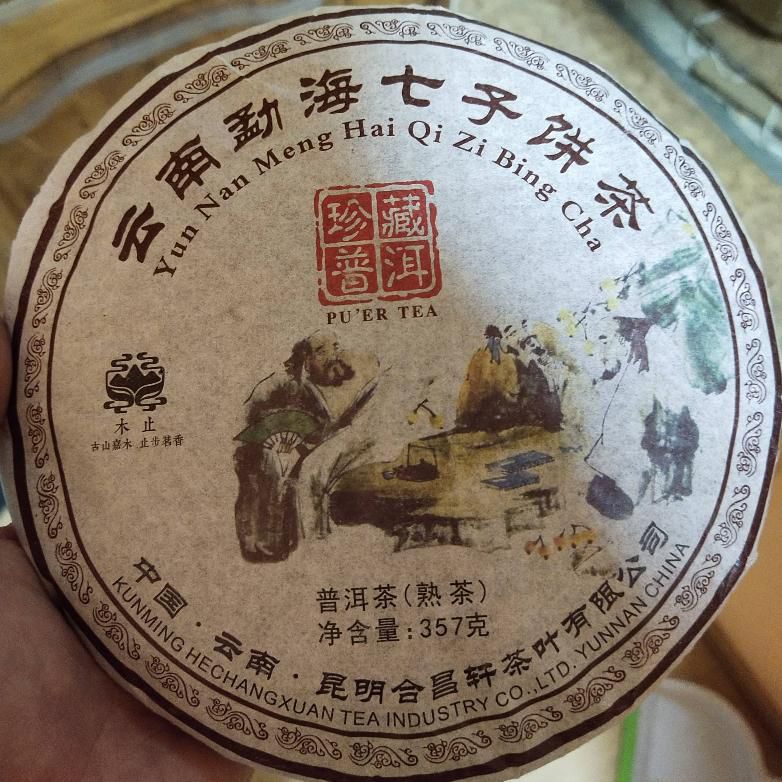 云南勐海七子饼茶
Yun Nan Meng Hai Qi Zi Bing Cha
珍藏
普洱
PU'ER TEA
木止
古山嘉木 止步茗香
普洱茶(熟茶)
净含量:357克
中国·云南·昆明合昌轩茶叶有限公司
KUNMING HECHANGXUAN TEA INDUSTRY CO.,LTD. YUNNAN CHINA